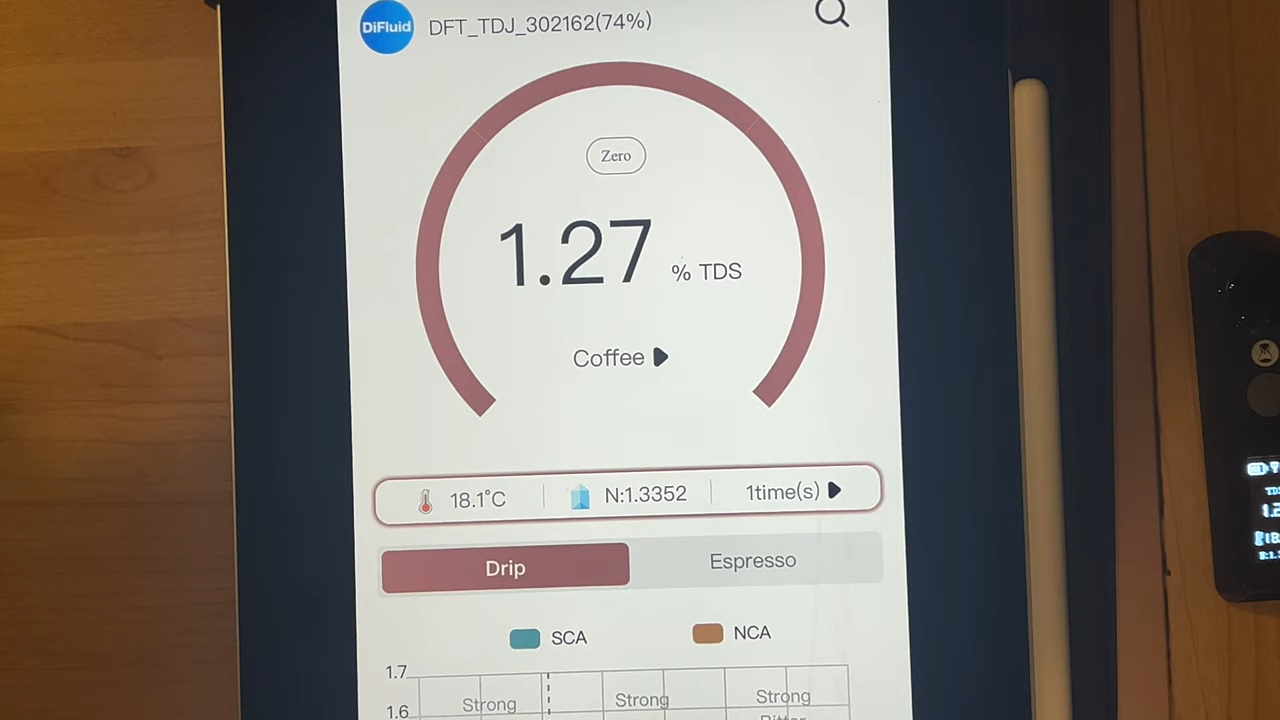 DiFluid DFT_TDJ_302162(74%)
Zero
1.27 % TDS
Coffee
18.1°C N:1.3352 1time(s)
Drip Espresso
SCA NCA
1.7
Strong Strong Strong
1.6